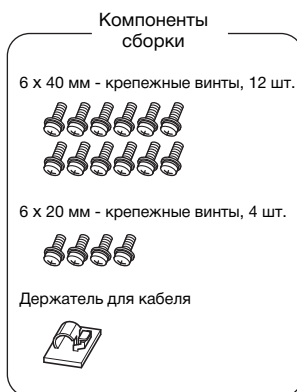 Компоненты
сборки
6 x 40 мм - крепежные винты, 12 шт.
6 x 20 мм - крепежные винты, 4 шт.
Держатель для кабеля